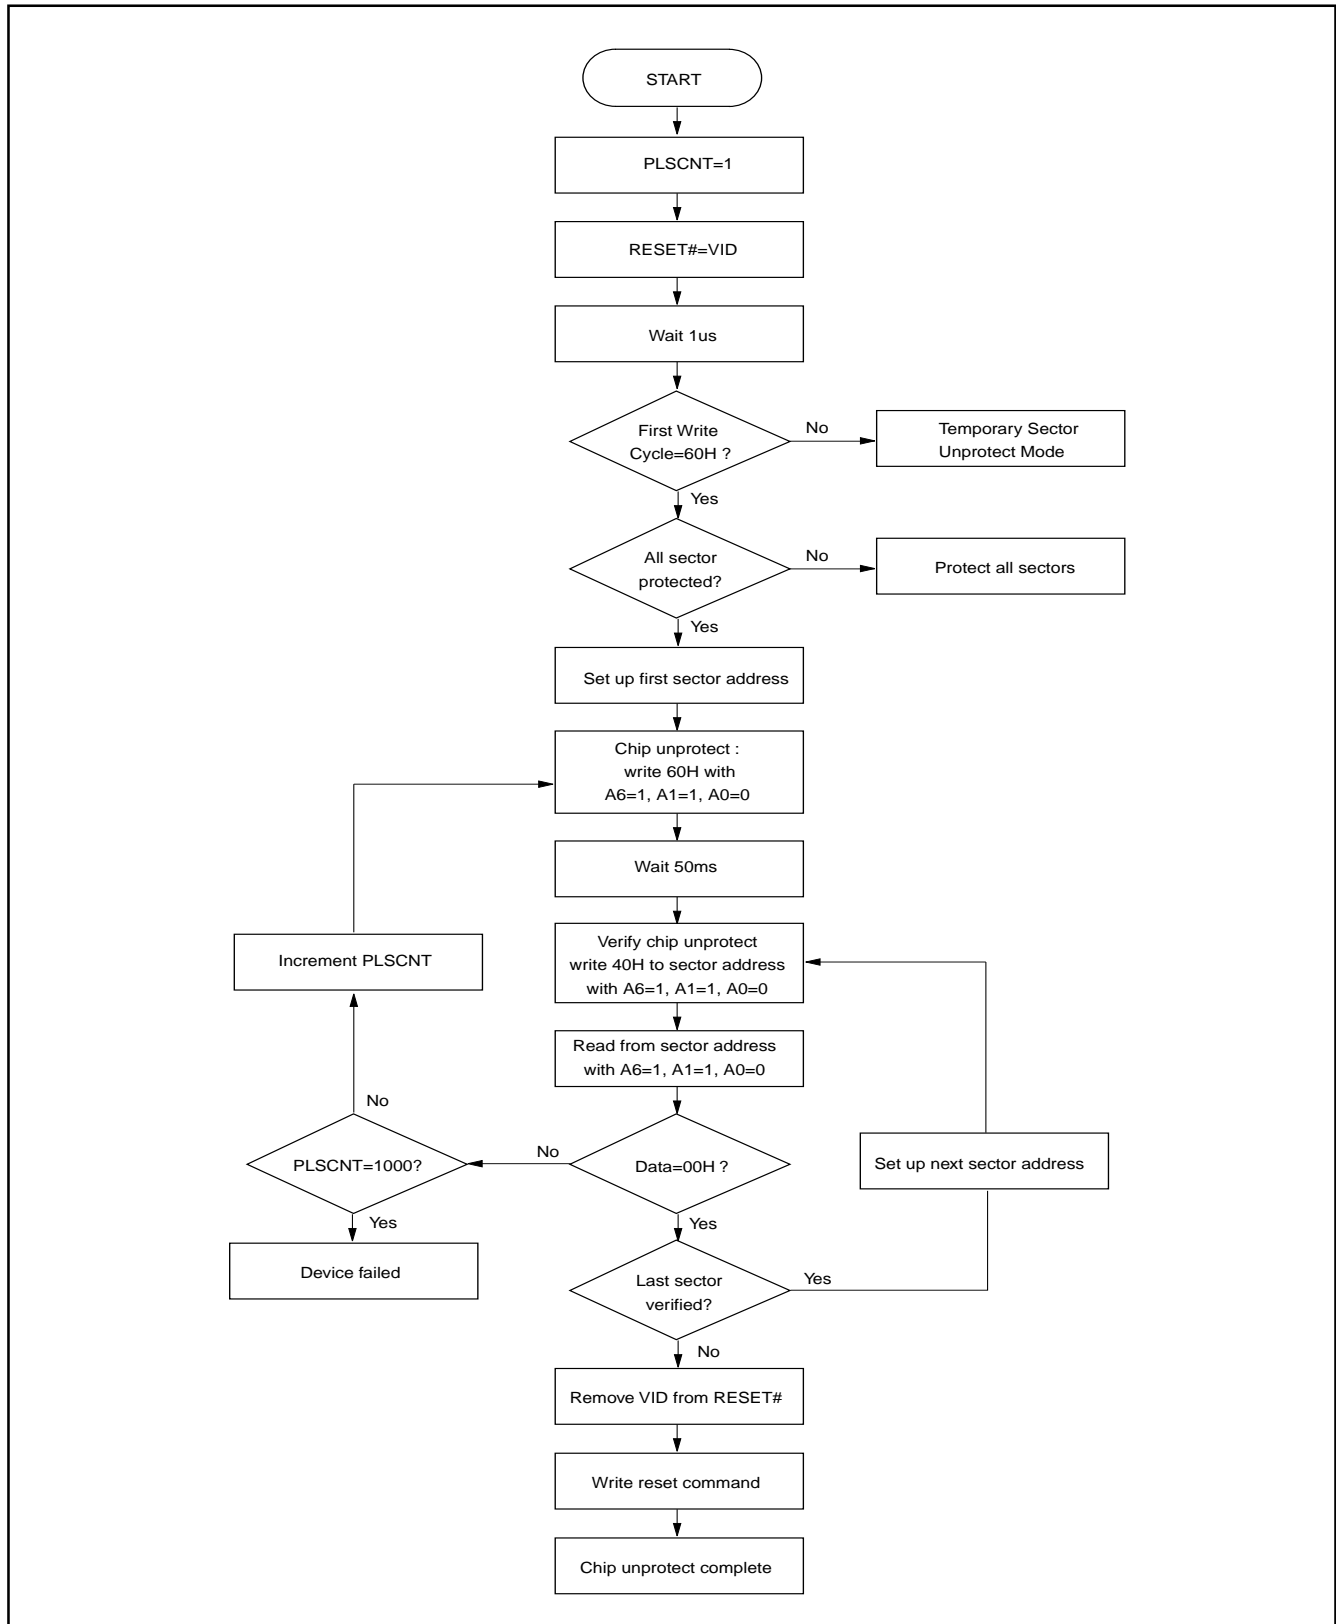 START
PLSCNT=1
RESET#=VID
Wait 1us
First Write
Cycle=60H ?
No
Temporary Sector
Unprotect Mode
Yes
All sector
protected?
No
Protect all sectors
Yes
Set up first sector address
Chip unprotect :
write 60H with
A6=1, A1=1, A0=0
Wait 50ms
Verify chip unprotect
write 40H to sector address
with A6=1, A1=1, A0=0
Increment PLSCNT
Read from sector address
with A6=1, A1=1, A0=0
No
PLSCNT=1000?
No
Data=00H ?
Set up next sector address
Yes
Yes
Device failed
Last sector
verified?
Yes
No
Remove VID from RESET#
Write reset command
Chip unprotect complete